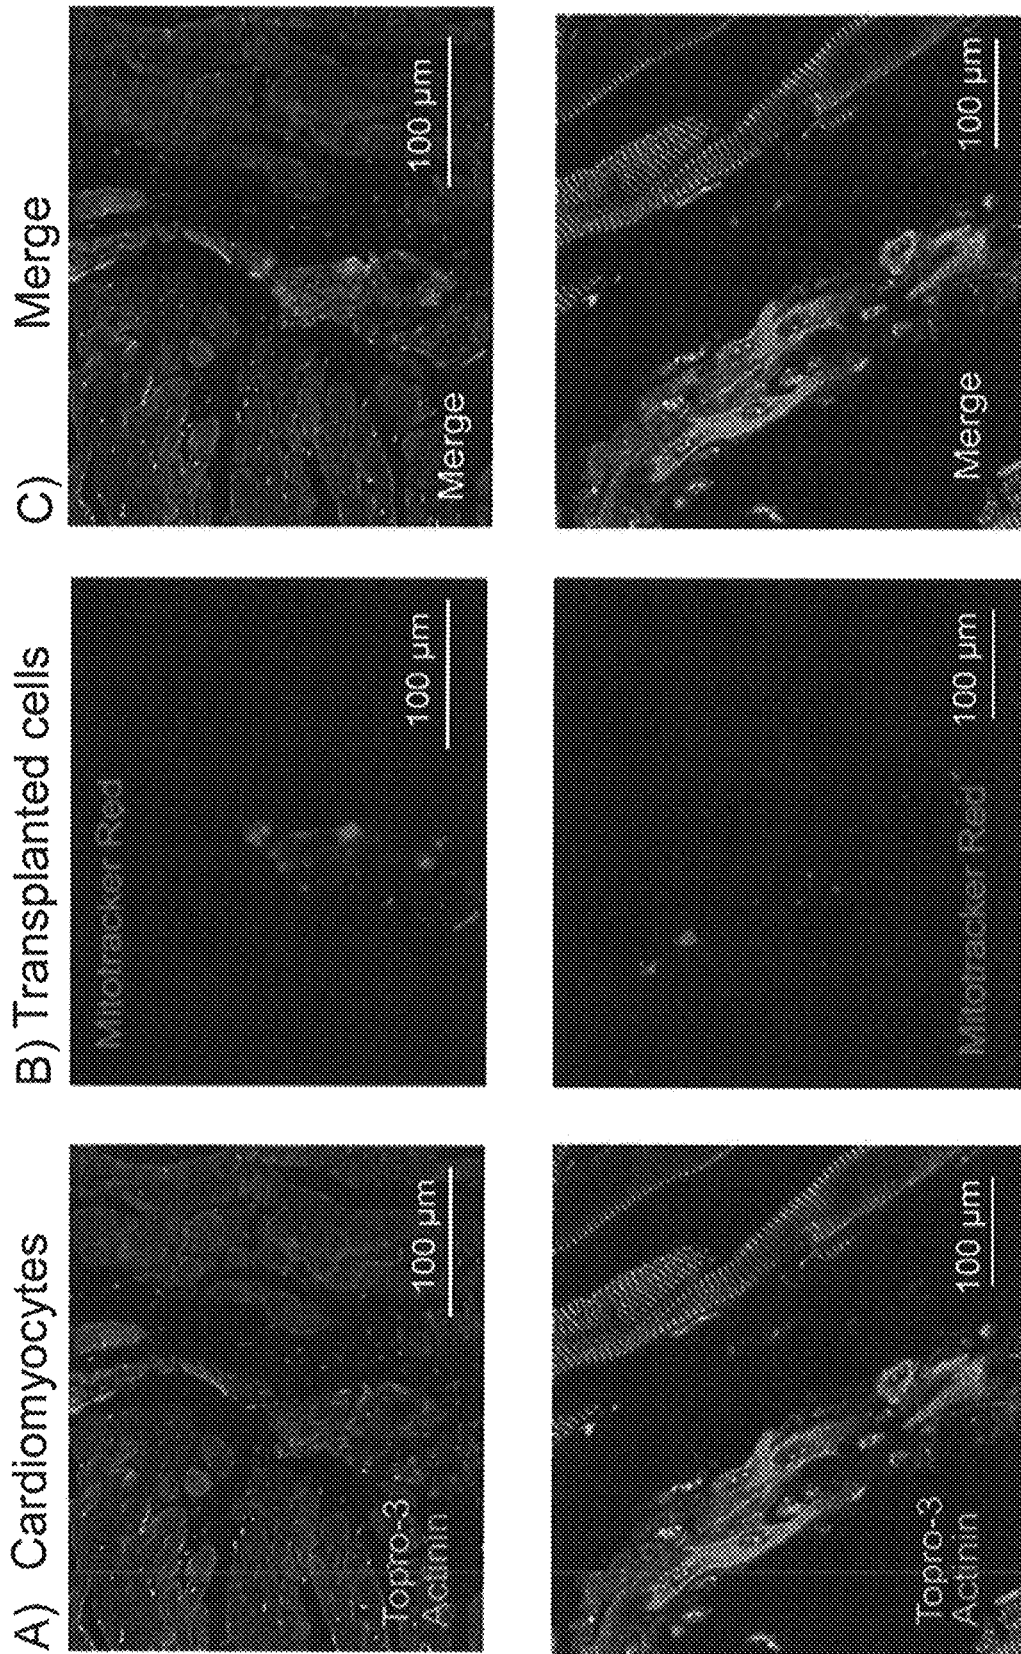 A) Cardiomyocytes
B) Transplanted cells
C) Merge
Topro-3
Actinin
100 µm
Mitotracker Red
100 µm
Merge
100 µm
Topro-3
Actinin
100 µm
Mitotracker Red
100 µm
Merge
100 µm